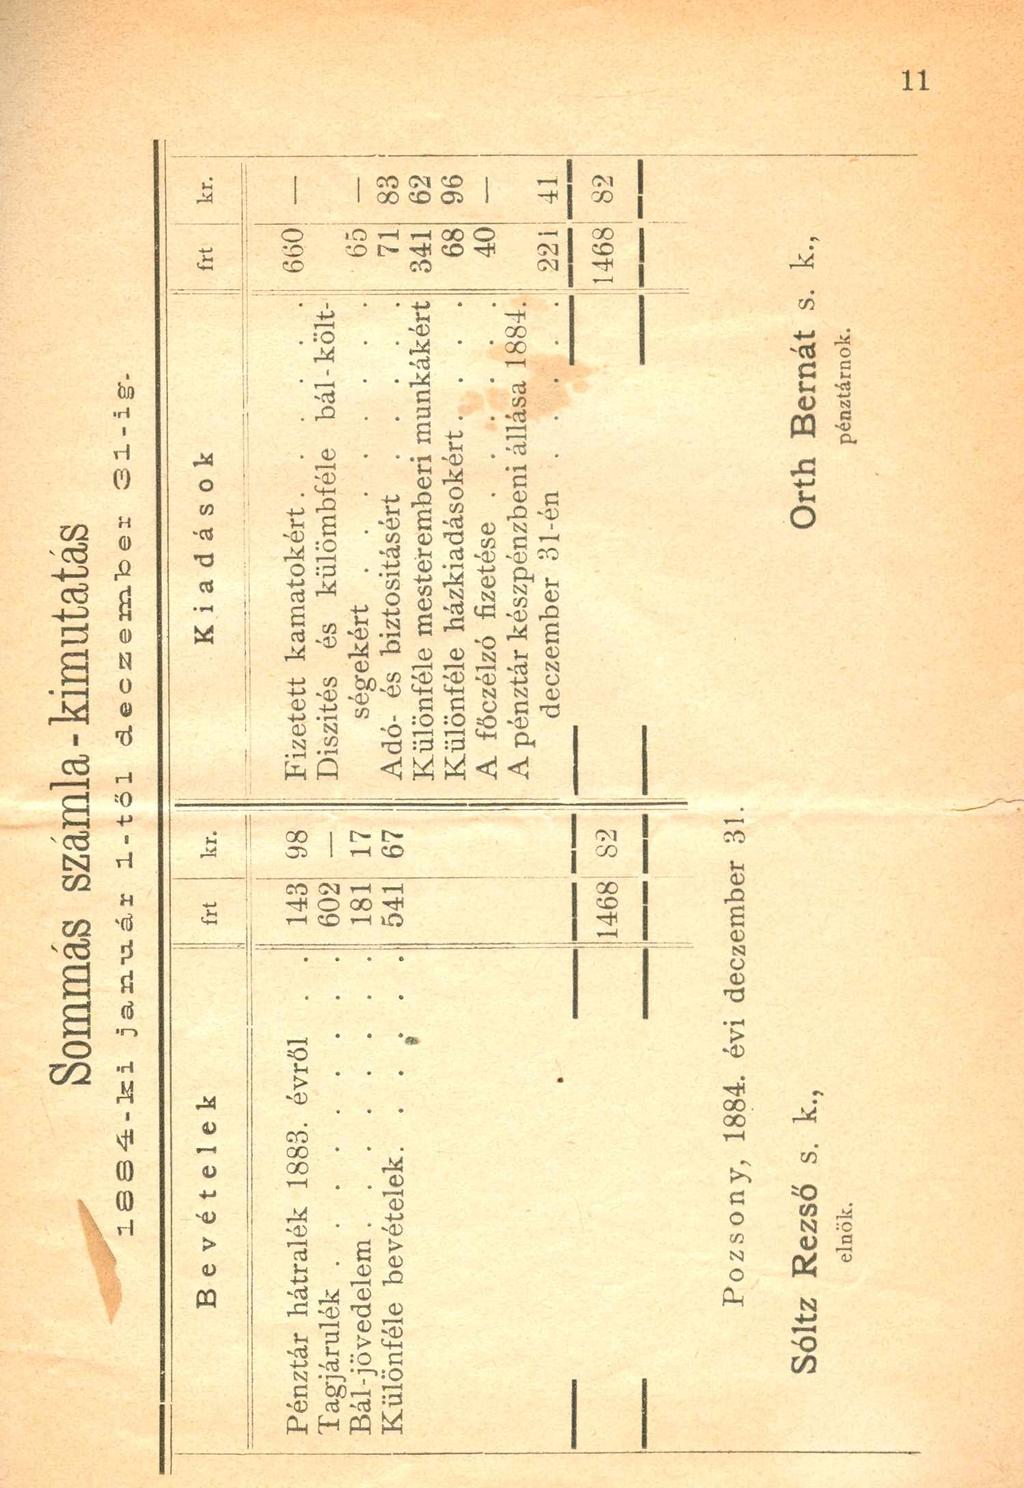 11
Sommás számla-kimutatás
1884-ki január 1-től deczember 31-ig.
Bevételek frt kr.
Pénztár hátralék 1883. évről . . 143 98
Tagjárulék . . . . . . . . 602 —
Bál-jövedelem . . . . . . . 181 17
Különféle bevételek. . . . . . 541 67
1468 82
Kiadások frt kr.
Fizetett kamatokért . . . . . . 660 —
Diszités és külömbféle bál-költ-
ségekért . . . . . . . 65 —
Adó- és biztositásért . . . . . 71 83
Különféle mesteremberi munkákért 341 62
Különféle házkiadásokért . . . . 68 96
A főczélzó fizetése . . . . . . 40 —
A pénztár készpénzbeni állása 1884.
deczember 31-én . . . . . 221 41
1468 82
Pozsony, 1884. évi deczember 31.
Sóltz Rezső s. k., Orth Bernát s. k.,
elnök. pénztárnok.